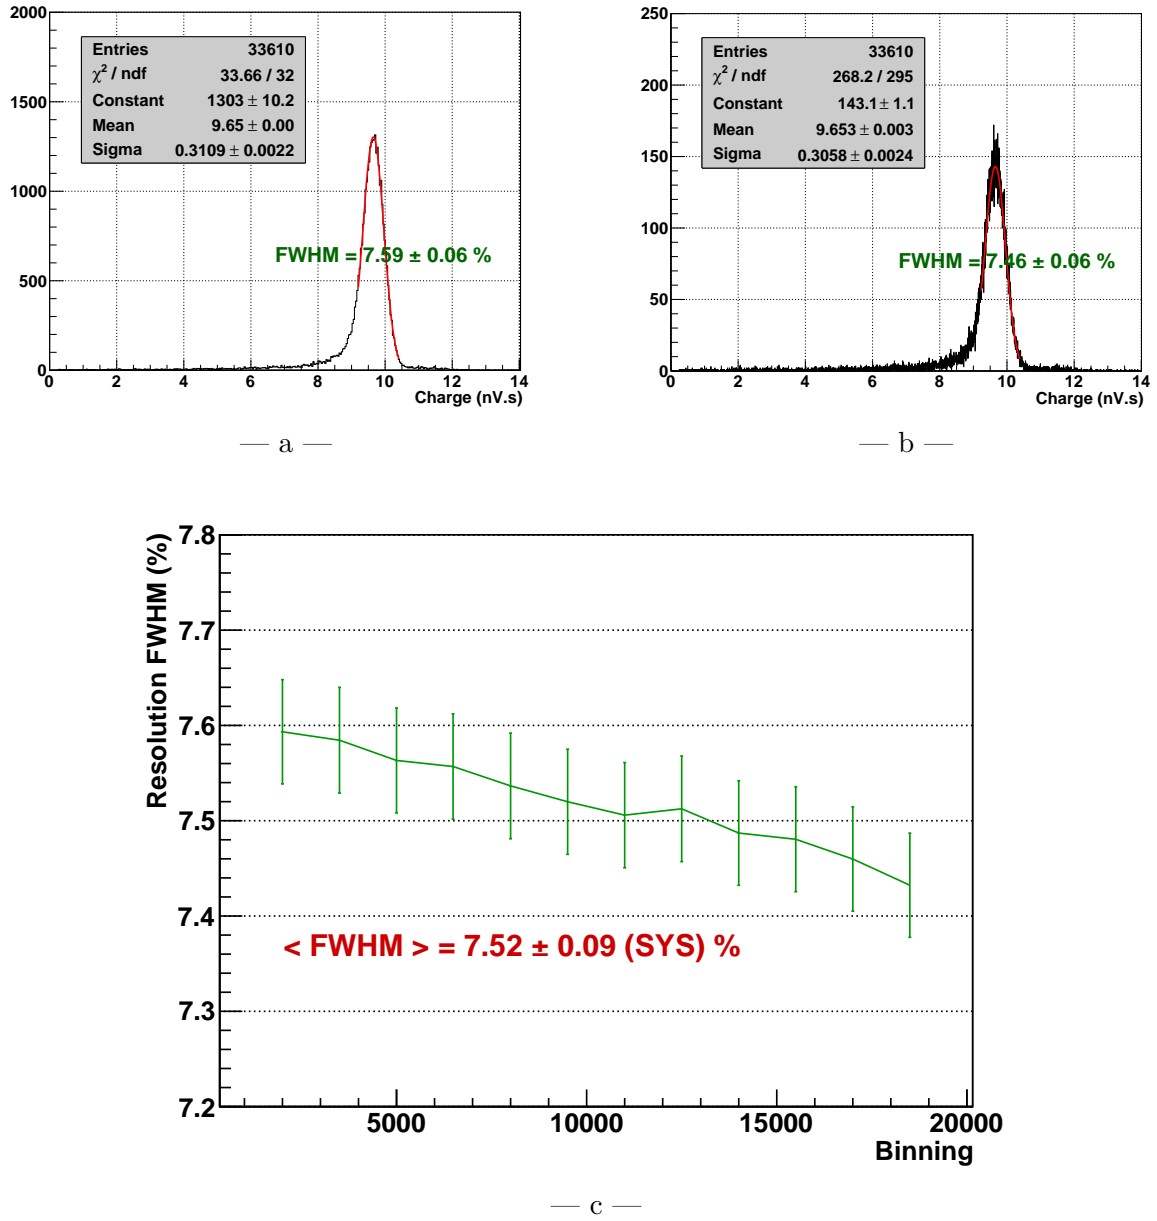 2000
1500
1000
500
0
Entries 33610
χ² / ndf 33.66 / 32
Constant 1303 ± 10.2
Mean 9.65 ± 0.00
Sigma 0.3109 ± 0.0022
FWHM = 7.59 ± 0.06 %
0 2 4 6 8 10 12 14
Charge (nV.s)
— a —
250
200
150
100
50
0
Entries 33610
χ² / ndf 268.2 / 295
Constant 143.1 ± 1.1
Mean 9.653 ± 0.003
Sigma 0.3058 ± 0.0024
FWHM = 7.46 ± 0.06 %
0 2 4 6 8 10 12 14
Charge (nV.s)
— b —
Resolution FWHM (%)
7.8
7.7
7.6
7.5
7.4
7.3
7.2
< FWHM > = 7.52 ± 0.09 (SYS) %
5000 10000 15000 20000
Binning
— c —